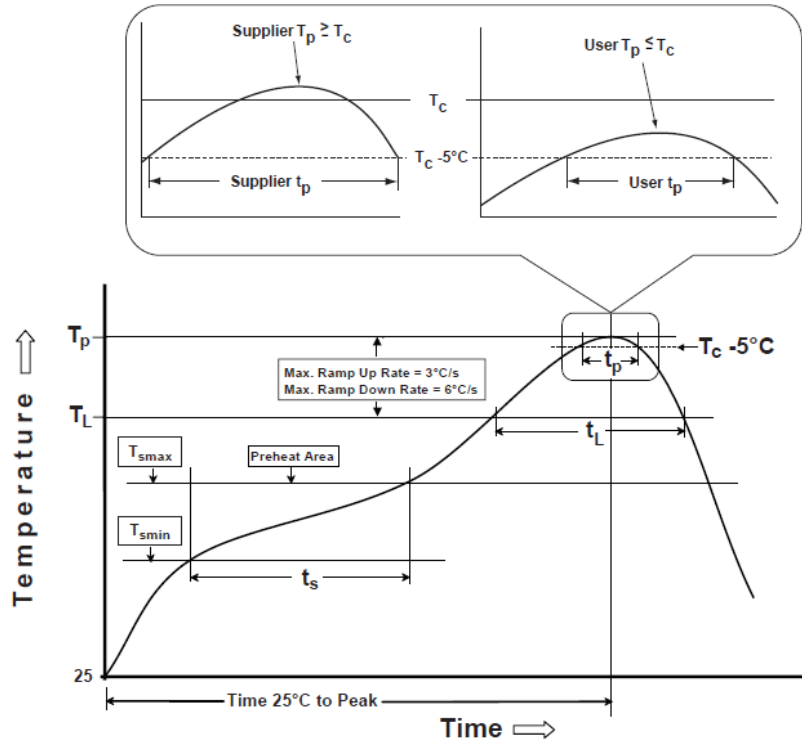 Supplier Tp ≥ Tc
User Tp ≤ Tc
Tc
Tc -5°C
Supplier tp
User tp
Tp
Tc -5°C
tp
Max. Ramp Up Rate = 3°C/s
Max. Ramp Down Rate = 6°C/s
TL
tL
Tsmax
Preheat Area
Tsmin
ts
Temperature
25
Time 25°C to Peak
Time